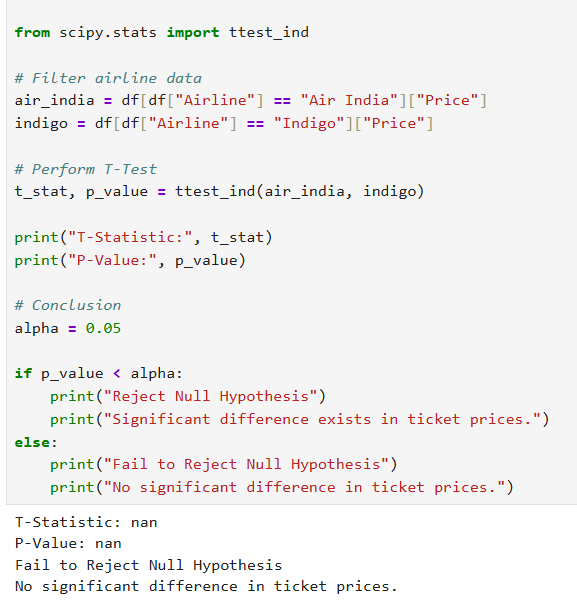 from scipy.stats import ttest_ind
# Filter airline data
air_india = df[df["Airline"] == "Air India"]["Price"]
indigo = df[df["Airline"] == "Indigo"]["Price"]
# Perform T-Test
t_stat, p_value = ttest_ind(air_india, indigo)
print("T-Statistic:", t_stat)
print("P-Value:", p_value)
# Conclusion
alpha = 0.05
if p_value < alpha:
    print("Reject Null Hypothesis")
    print("Significant difference exists in ticket prices.")
else:
    print("Fail to Reject Null Hypothesis")
    print("No significant difference in ticket prices.")
T-Statistic: nan
P-Value: nan
Fail to Reject Null Hypothesis
No significant difference in ticket prices.